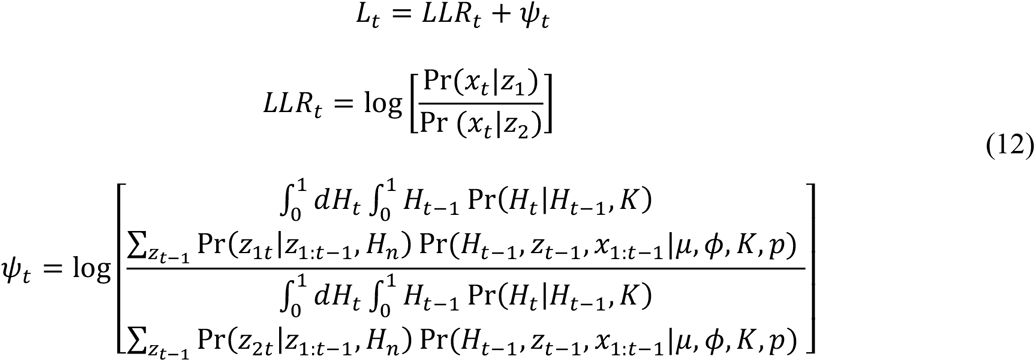 L_t = LLR_t + ψ_t
LLR_t = log[Pr(x_t|z_1) / Pr (x_t|z_2)]
(12)
∫_0^1 dH_t ∫_0^1 H_{t−1} Pr(H_t|H_{t−1}, K)
ψ_t = log[∑_{z_{t−1}} Pr(z_{1t}|z_{1:t−1}, H_n) Pr(H_{t−1}, z_{t−1}, x_{1:t−1}|μ, ϕ, K, p) /
∫_0^1 dH_t ∫_0^1 H_{t−1} Pr(H_t|H_{t−1}, K)
∑_{z_{t−1}} Pr(z_{2t}|z_{1:t−1}, H_n) Pr(H_{t−1}, z_{t−1}, x_{1:t−1}|μ, ϕ, K, p)]